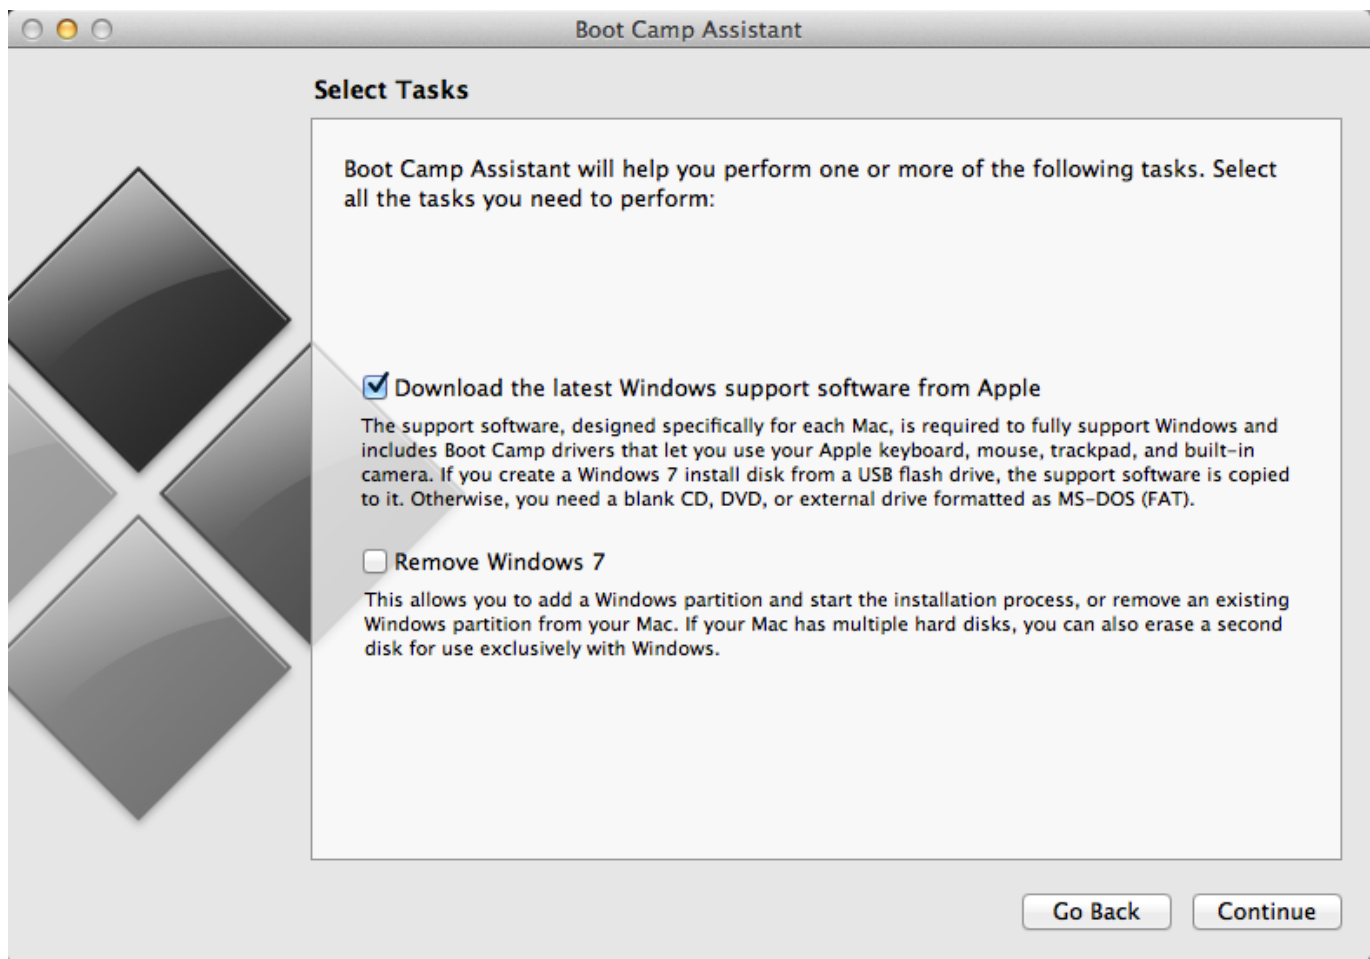 Boot Camp Assistant
Select Tasks
Boot Camp Assistant will help you perform one or more of the following tasks. Select
all the tasks you need to perform:
Download the latest Windows support software from Apple
The support software, designed specifically for each Mac, is required to fully support Windows and
includes Boot Camp drivers that let you use your Apple keyboard, mouse, trackpad, and built-in
camera. If you create a Windows 7 install disk from a USB flash drive, the support software is copied
to it. Otherwise, you need a blank CD, DVD, or external drive formatted as MS-DOS (FAT).
Remove Windows 7
This allows you to add a Windows partition and start the installation process, or remove an existing
Windows partition from your Mac. If your Mac has multiple hard disks, you can also erase a second
disk for use exclusively with Windows.
Go Back
Continue